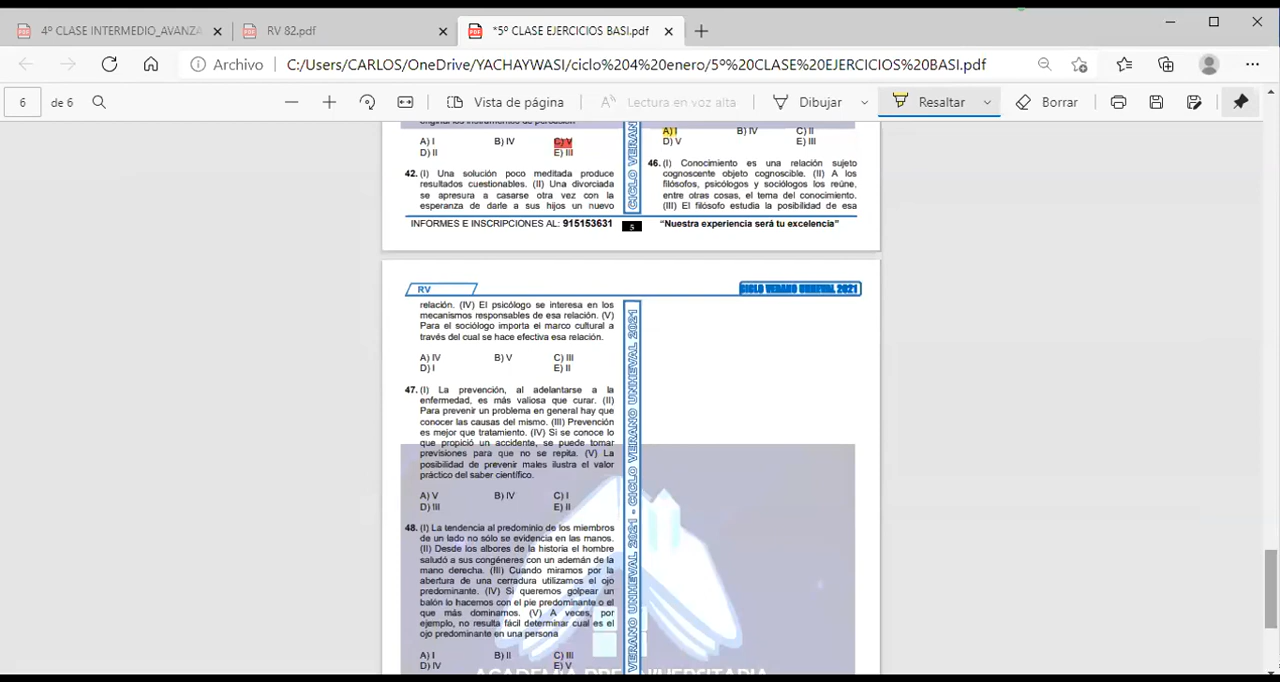 4º CLASE INTERMEDIO_AVANZA
RV 82.pdf
*5º CLASE EJERCICIOS BASI.pdf
Archivo
C:/Users/CARLOS/OneDrive/YACHAYWASI/ciclo%204%20enero/5º%20CLASE%20EJERCICIOS%20BASI.pdf
6 de 6
Vista de página
Lectura en voz alta
Dibujar
Resaltar
Borrar
A) I B) IV C) V
D) II E) III
42. (I) Una solución poco meditada produce
resultados cuestionables. (II) Una divorciada
se apresura a casarse otra vez con la
esperanza de darle a sus hijos un nuevo
CICLO VERANO
A) I B) IV C) II
D) V E) III
46. (I) Conocimiento es una relación sujeto
cognoscente objeto cognoscible. (II) A los
filósofos, psicólogos y sociólogos los reúne,
entre otras cosas, el tema del conocimiento.
(III) El filósofo estudia la posibilidad de esa
INFORMES E INSCRIPCIONES AL: 915153631
5
“Nuestra experiencia será tu excelencia”
RV
CICLO VERANO UNHEVAL 2021
relación. (IV) El psicólogo se interesa en los
mecanismos responsables de esa relación. (V)
Para el sociólogo importa el marco cultural a
través del cual se hace efectiva esa relación.
A) IV B) V C) III
D) I E) II
47. (I) La prevención, al adelantarse a la
enfermedad, es más valiosa que curar. (II)
Para prevenir un problema en general hay que
conocer las causas del mismo. (III) Prevención
es mejor que tratamiento. (IV) Si se conoce lo
que propició un accidente, se puede tomar
previsiones para que no se repita. (V) La
posibilidad de prevenir males ilustra el valor
práctico del saber científico.
A) V B) IV C) I
D) III E) II
48. (I) La tendencia al predominio de los miembros
de un lado no sólo se evidencia en las manos.
(II) Desde los albores de la historia el hombre
saludó a sus congéneres con un ademán de la
mano derecha. (III) Cuando miramos por la
abertura de una cerradura utilizamos el ojo
predominante. (IV) Si queremos golpear un
balón lo hacemos con el pie predominante o el
que más dominamos. (V) A veces, por
ejemplo, no resulta fácil determinar cual es el
ojo predominante en una persona
A) I B) II C) III
D) IV E) V
VERANO UNHEVAL 2021 - CICLO VERANO UNHEVAL 2021